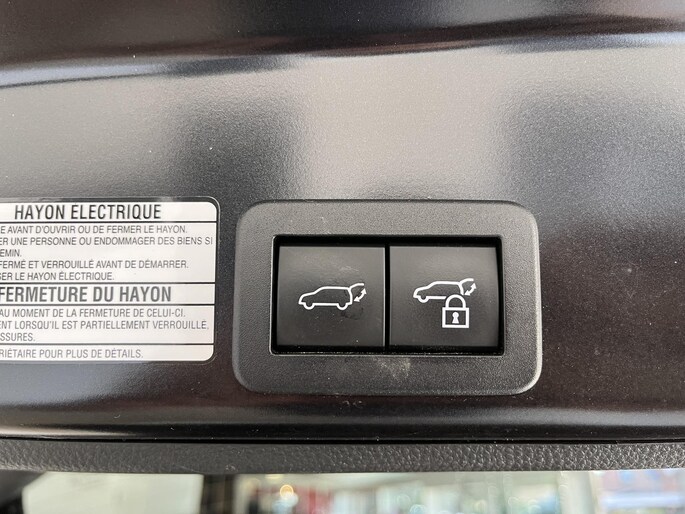 HAYON ELECTRIQUE
E AVANT D'OUVRIR OU DE FERMER LE HAYON.
ER UNE PERSONNE OU ENDOMMAGER DES BIENS SI
EMIN.
FERMÉ ET VERROUILLÉ AVANT DE DÉMARRER.
SER LE HAYON ÉLECTRIQUE.
FERMETURE DU HAYON
AU MOMENT DE LA FERMETURE DE CELUI-CI.
ENT LORSQU'IL EST PARTIELLEMENT VERROUILLÉ,
SSURES.
PRIÉTAIRE POUR PLUS DE DÉTAILS.